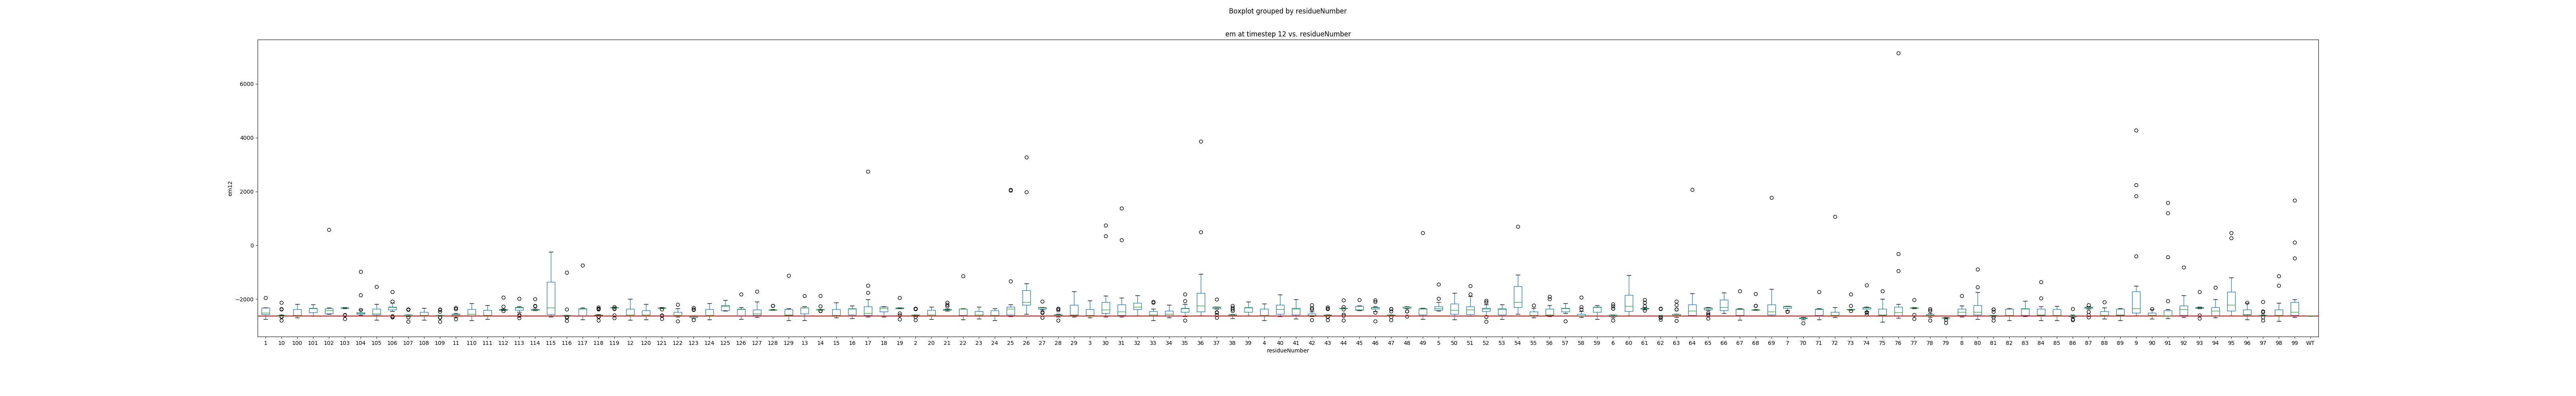 Boxplot grouped by residueNumber
em at timestep 12 vs. residueNumber
6000
4000
2000
0
−2000
em12
1 10 100 101 102 103 104 105 106 107 108 109 11 110 111 112 113 114 115 116 117 118 119 12 120 121 122 123 124 125 126 127 128 129 13 14 15 16 17 18 19 2 20 21 22 23 24 25 26 27 28 29 3 30 31 32 33 34 35 36 37 38 39 4 40 41 42 43 44 45 46 47 48 49 5 50 51 52 53 54 55 56 57 58 59 6 60 61 62 63 64 65 66 67 68 69 7 70 71 72 73 74 75 76 77 78 79 8 80 81 82 83 84 85 86 87 88 89 9 90 91 92 93 94 95 96 97 98 99 WT
residueNumber